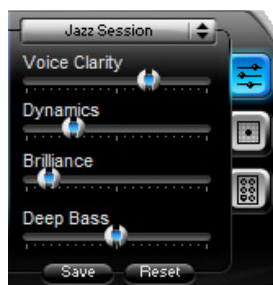 Jazz Session
Voice Clarity
Dynamics
Brilliance
Deep Bass
Save Reset